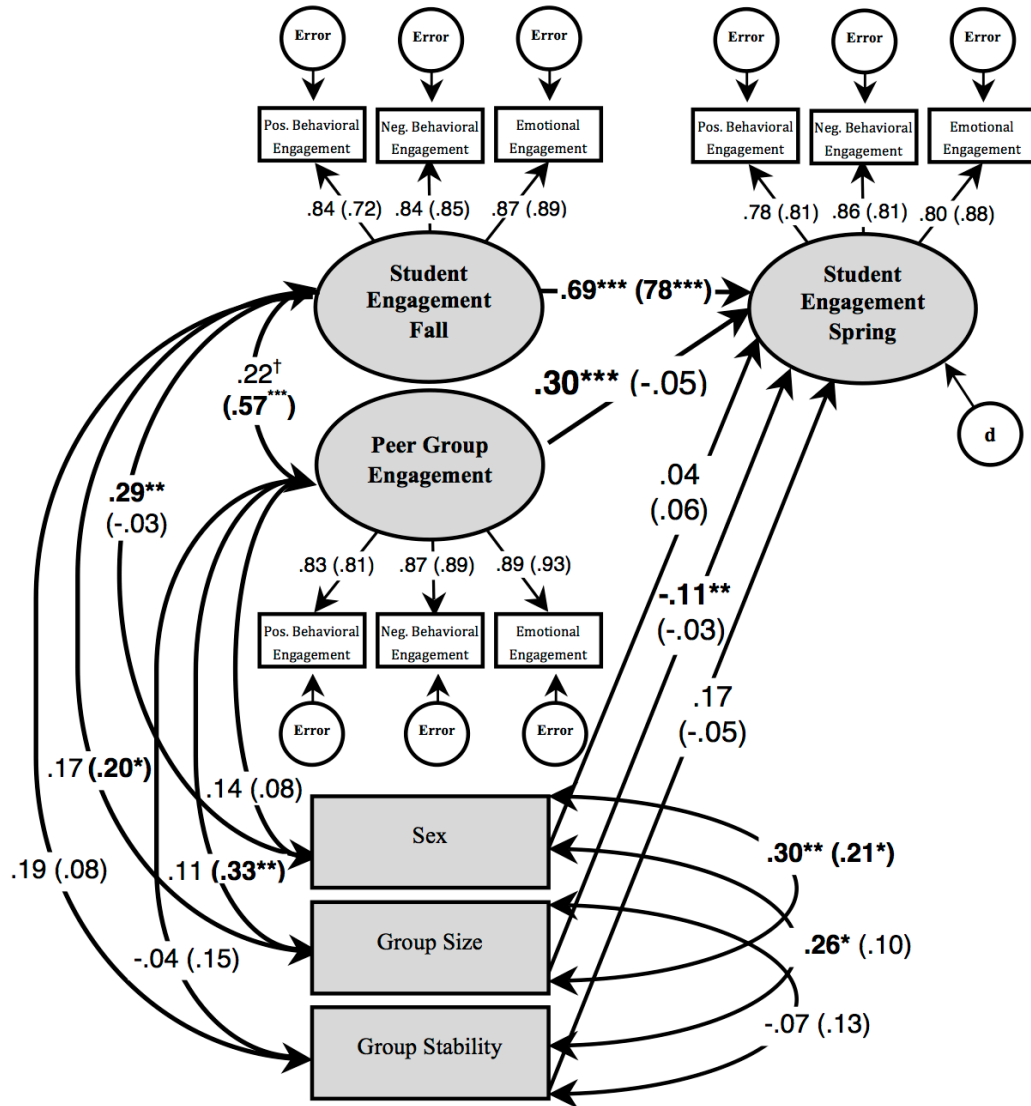 Error
Error
Error
Error
Error
Error
Pos. Behavioral
Engagement
Neg. Behavioral
Engagement
Emotional
Engagement
Pos. Behavioral
Engagement
Neg. Behavioral
Engagement
Emotional
Engagement
.84 (.72)
.84 (.85)
.87 (.89)
.78 (.81)
.86 (.81)
.80 (.88)
Student
Engagement
Fall
.69*** (78***)
Student
Engagement
Spring
.22†
(.57***)
.30*** (-.05)
d
Peer Group
Engagement
.29**
(-.03)
.04
(.06)
.83 (.81)
.87 (.89)
.89 (.93)
-.11**
(-.03)
Pos. Behavioral
Engagement
Neg. Behavioral
Engagement
Emotional
Engagement
.17
(-.05)
Error
Error
Error
.17 (.20*)
.14 (.08)
Sex
.30** (.21*)
.19 (.08)
.11 (.33**)
Group Size
.26* (.10)
-.04 (.15)
-.07 (.13)
Group Stability